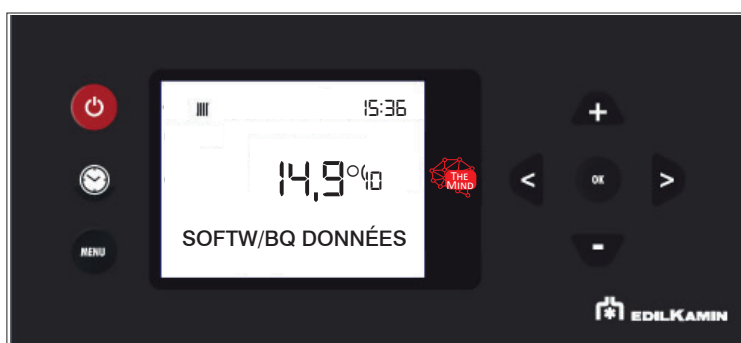 15:36
14,9°
THE
MIND
< OK >
+
-
SOFTW/BQ DONNÉES
MENU
EDILKAMIN